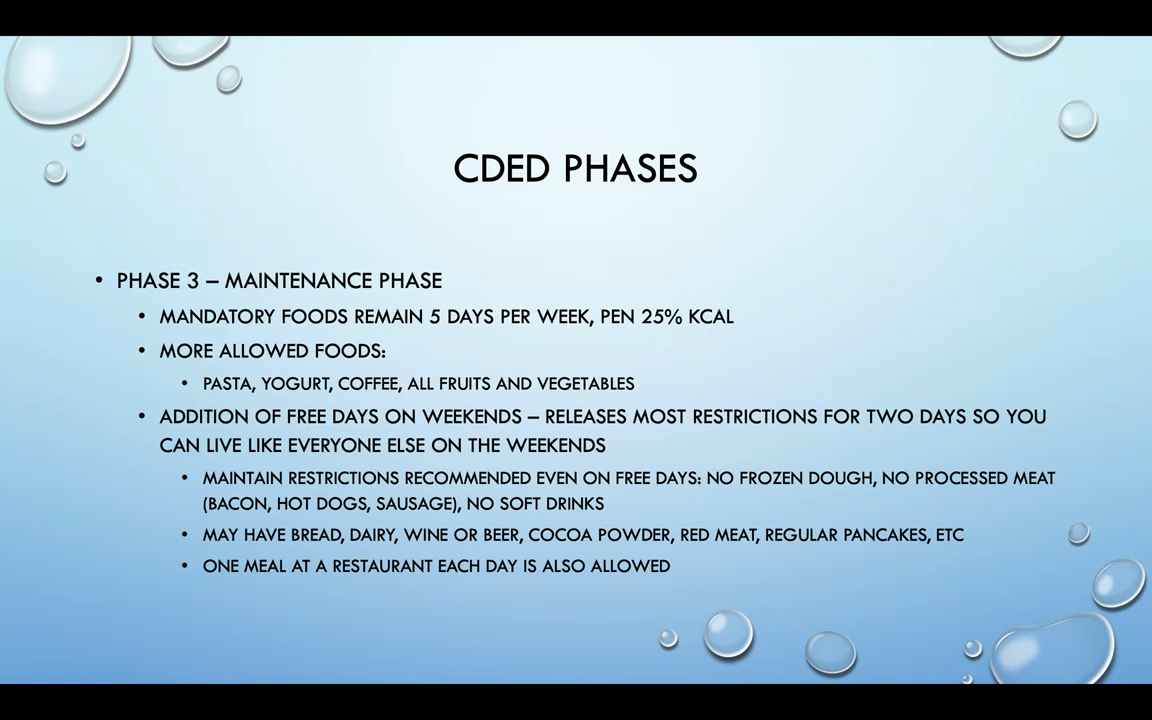 CDED PHASES
• PHASE 3 – MAINTENANCE PHASE
• MANDATORY FOODS REMAIN 5 DAYS PER WEEK, PEN 25% KCAL
• MORE ALLOWED FOODS:
• PASTA, YOGURT, COFFEE, ALL FRUITS AND VEGETABLES
• ADDITION OF FREE DAYS ON WEEKENDS – RELEASES MOST RESTRICTIONS FOR TWO DAYS SO YOU
CAN LIVE LIKE EVERYONE ELSE ON THE WEEKENDS
• MAINTAIN RESTRICTIONS RECOMMENDED EVEN ON FREE DAYS: NO FROZEN DOUGH, NO PROCESSED MEAT
(BACON, HOT DOGS, SAUSAGE), NO SOFT DRINKS
• MAY HAVE BREAD, DAIRY, WINE OR BEER, COCOA POWDER, RED MEAT, REGULAR PANCAKES, ETC
• ONE MEAL AT A RESTAURANT EACH DAY IS ALSO ALLOWED